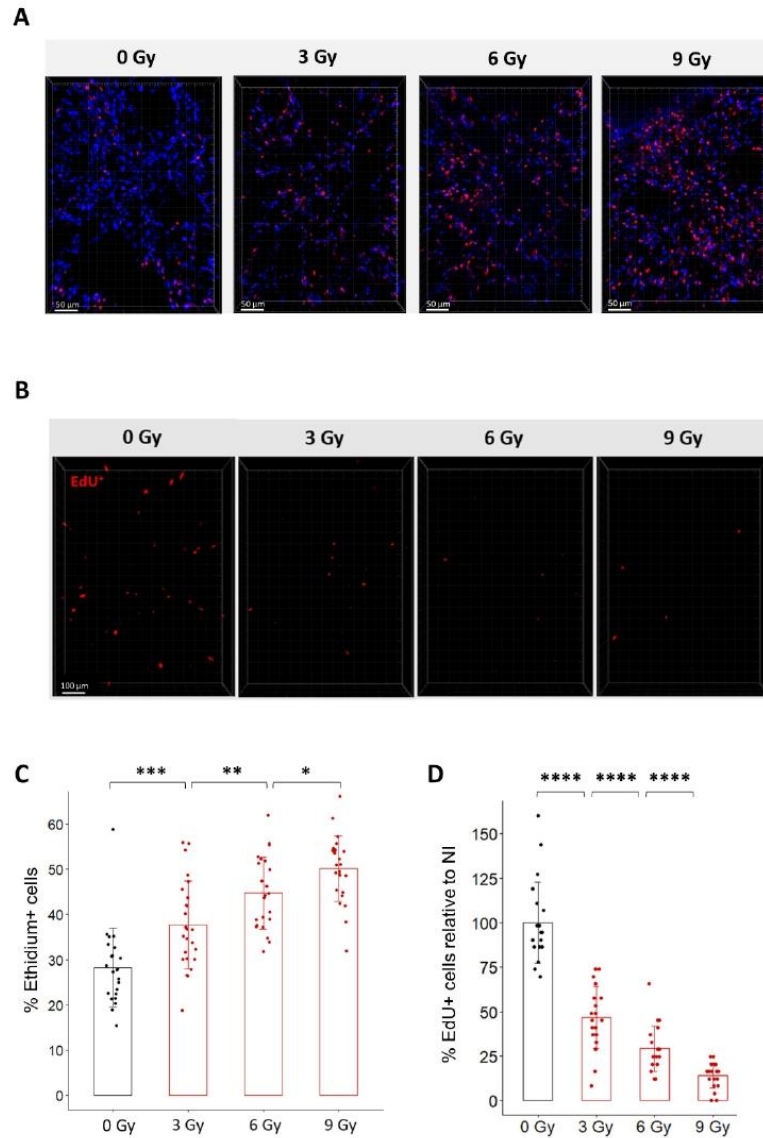 A
0 Gy 3 Gy 6 Gy 9 Gy
50 µm 50 µm 50 µm 50 µm
B
0 Gy 3 Gy 6 Gy 9 Gy
EdU⁺
100 µm
C
*** ** *
% Ethidium+ cells
60
50
40
30
20
10
0
0 Gy 3 Gy 6 Gy 9 Gy
D
**** **** ****
% EdU+ cells relative to NI
150
125
100
75
50
25
0
0 Gy 3 Gy 6 Gy 9 Gy